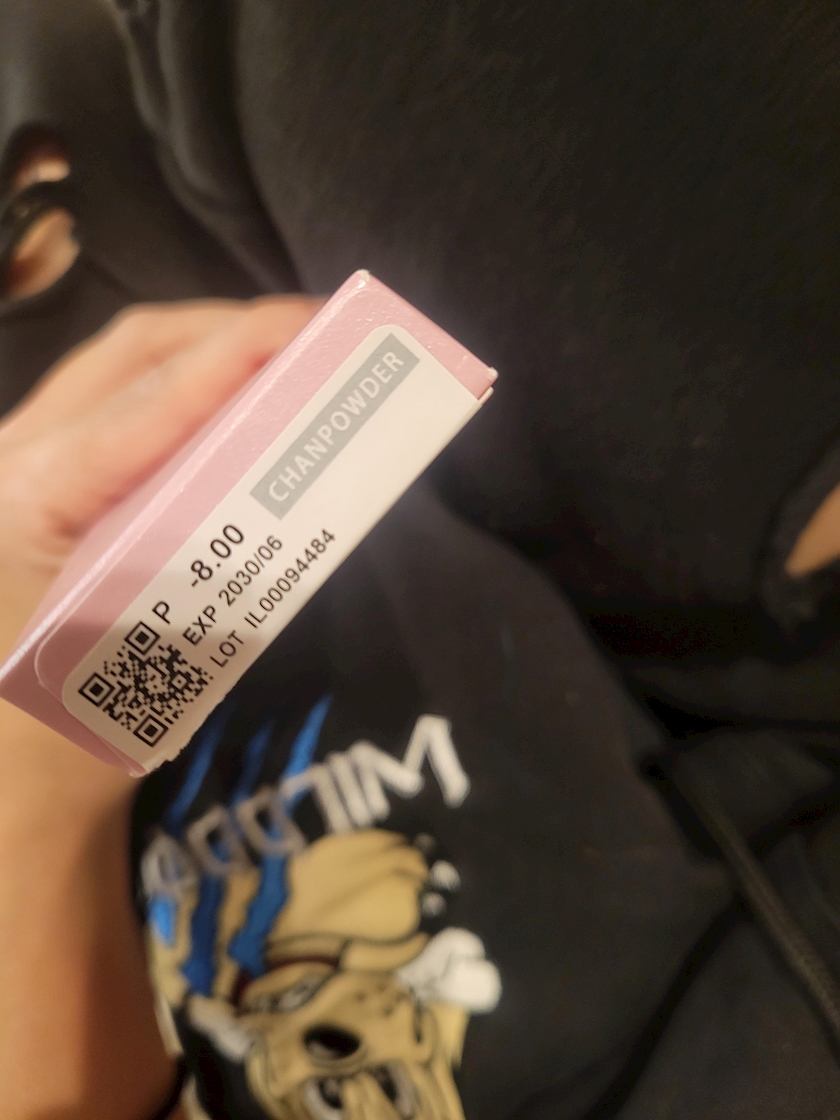 CHANPOWDER
P -8.00
EXP 2030/06
LOT IL00094484